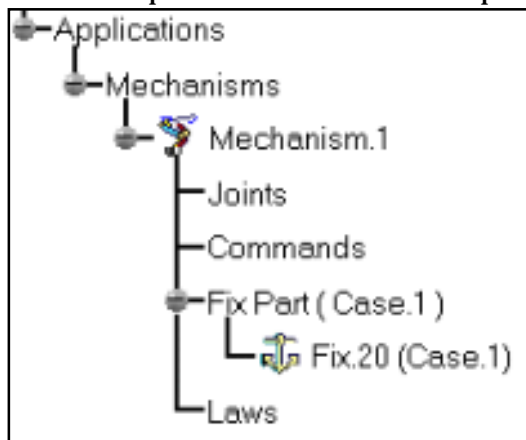 Applications
Mechanisms
Mechanism.1
Joints
Commands
Fix Part ( Case.1 )
Fix.20 (Case.1)
Laws